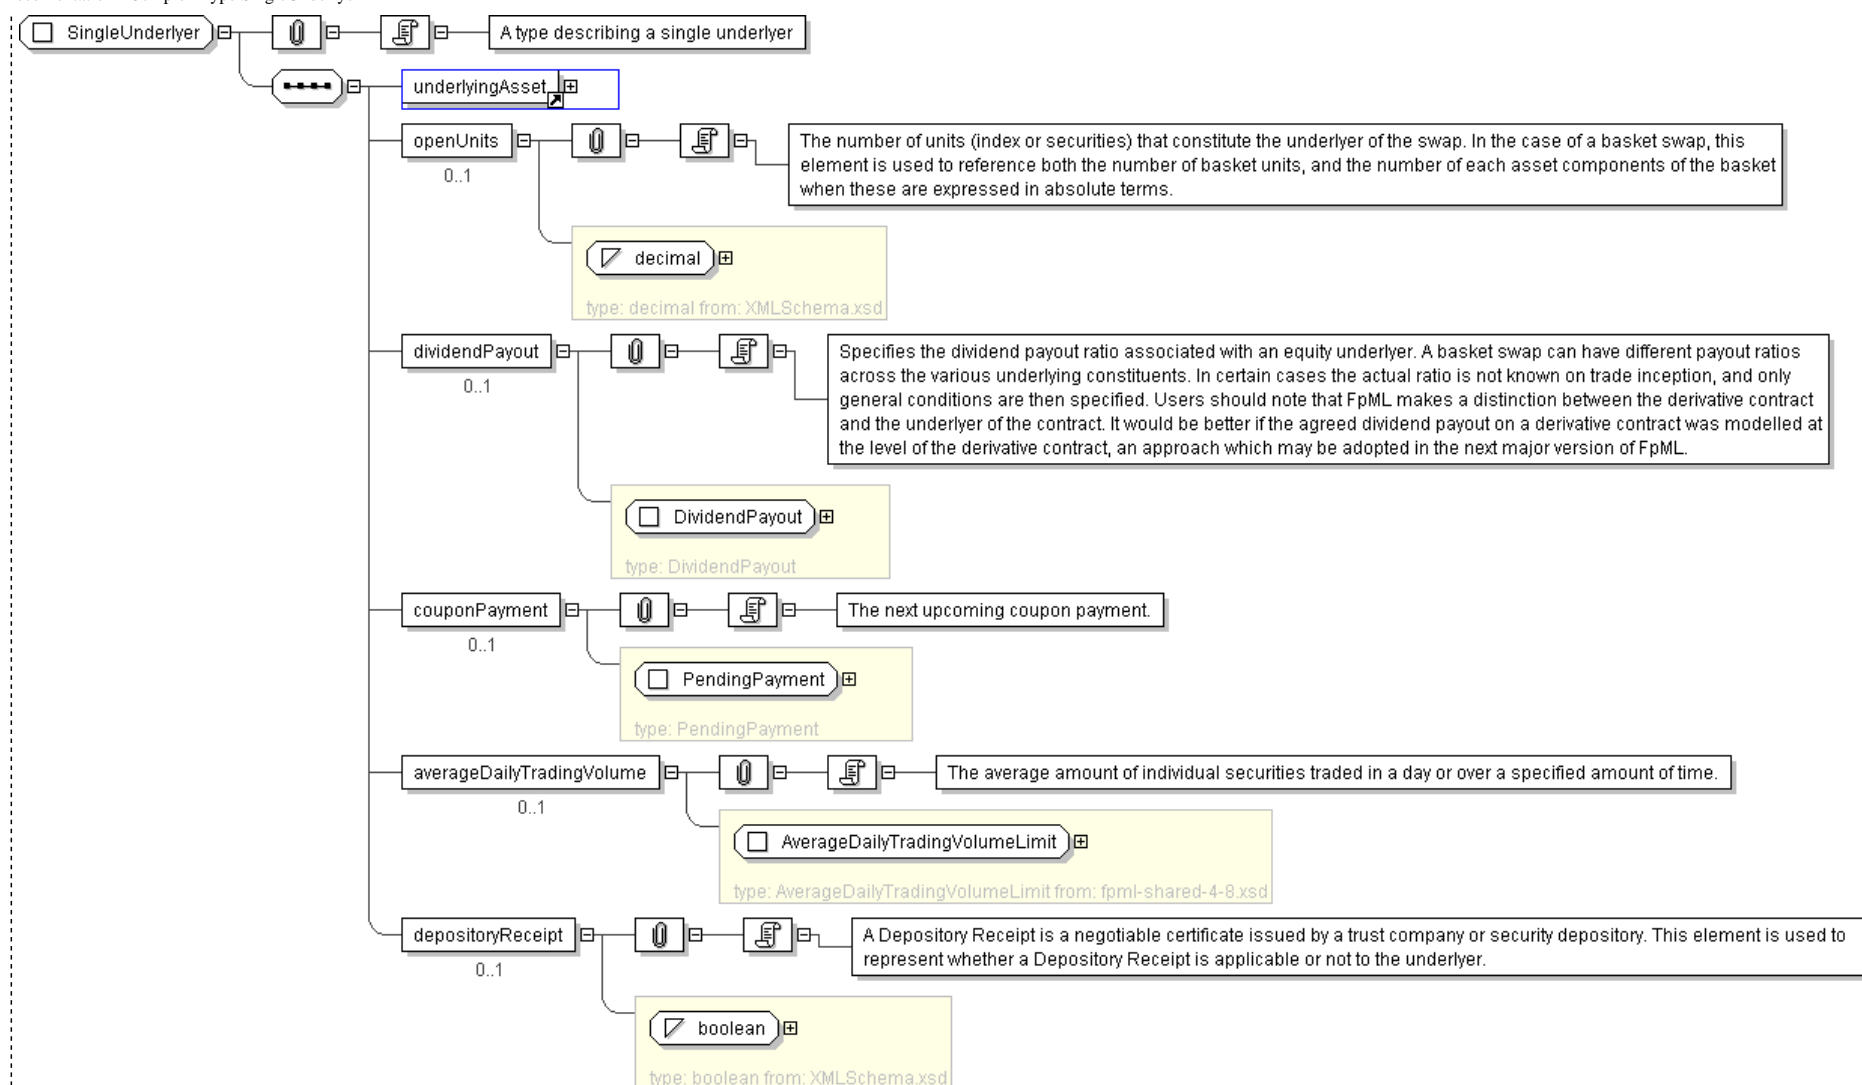 SingleUnderlyer
A type describing a single underlyer
underlyingAsset
openUnits
0..1
The number of units (index or securities) that constitute the underlyer of the swap. In the case of a basket swap, this
element is used to reference both the number of basket units, and the number of each asset components of the basket
when these are expressed in absolute terms.
decimal
type: decimal from: XMLSchema.xsd
dividendPayout
0..1
Specifies the dividend payout ratio associated with an equity underlyer. A basket swap can have different payout ratios
across the various underlying constituents. In certain cases the actual ratio is not known on trade inception, and only
general conditions are then specified. Users should note that FpML makes a distinction between the derivative contract
and the underlyer of the contract. It would be better if the agreed dividend payout on a derivative contract was modelled at
the level of the derivative contract, an approach which may be adopted in the next major version of FpML.
DividendPayout
type: DividendPayout
couponPayment
0..1
The next upcoming coupon payment.
PendingPayment
type: PendingPayment
averageDailyTradingVolume
0..1
The average amount of individual securities traded in a day or over a specified amount of time.
AverageDailyTradingVolumeLimit
type: AverageDailyTradingVolumeLimit from: fpml-shared-4-8.xsd
depositoryReceipt
0..1
A Depository Receipt is a negotiable certificate issued by a trust company or security depository. This element is used to
represent whether a Depository Receipt is applicable or not to the underlyer.
boolean
type: boolean from: XMLSchema.xsd